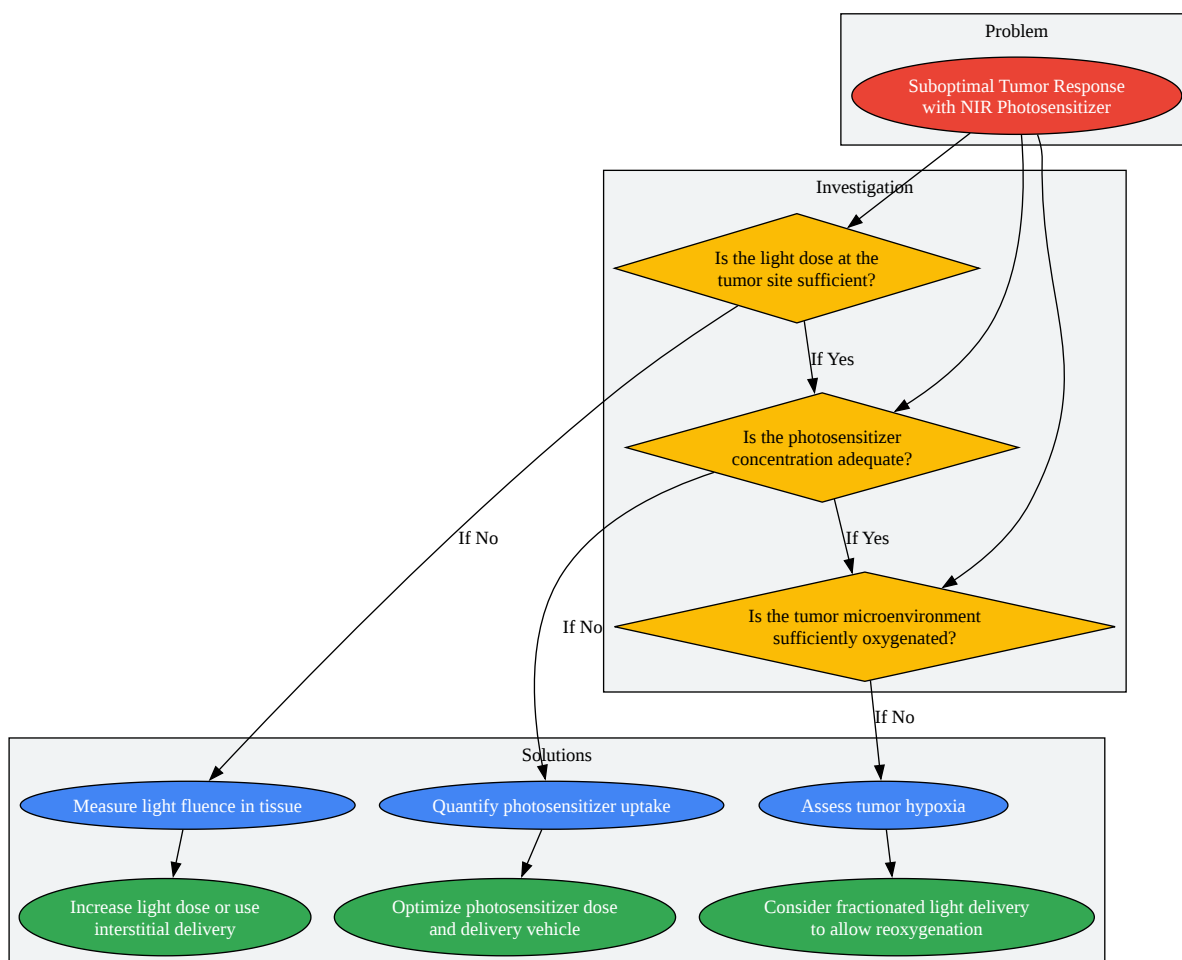 Problem
Suboptimal Tumor Response
with NIR Photosensitizer
Investigation
Is the light dose at the
tumor site sufficient?
If Yes
Is the photosensitizer
concentration adequate?
If No
If Yes
If No
Is the tumor microenvironment
sufficiently oxygenated?
If No
Solutions
Measure light fluence in tissue
Quantify photosensitizer uptake
Assess tumor hypoxia
Increase light dose or use
interstitial delivery
Optimize photosensitizer dose
and delivery vehicle
Consider fractionated light delivery
to allow reoxygenation